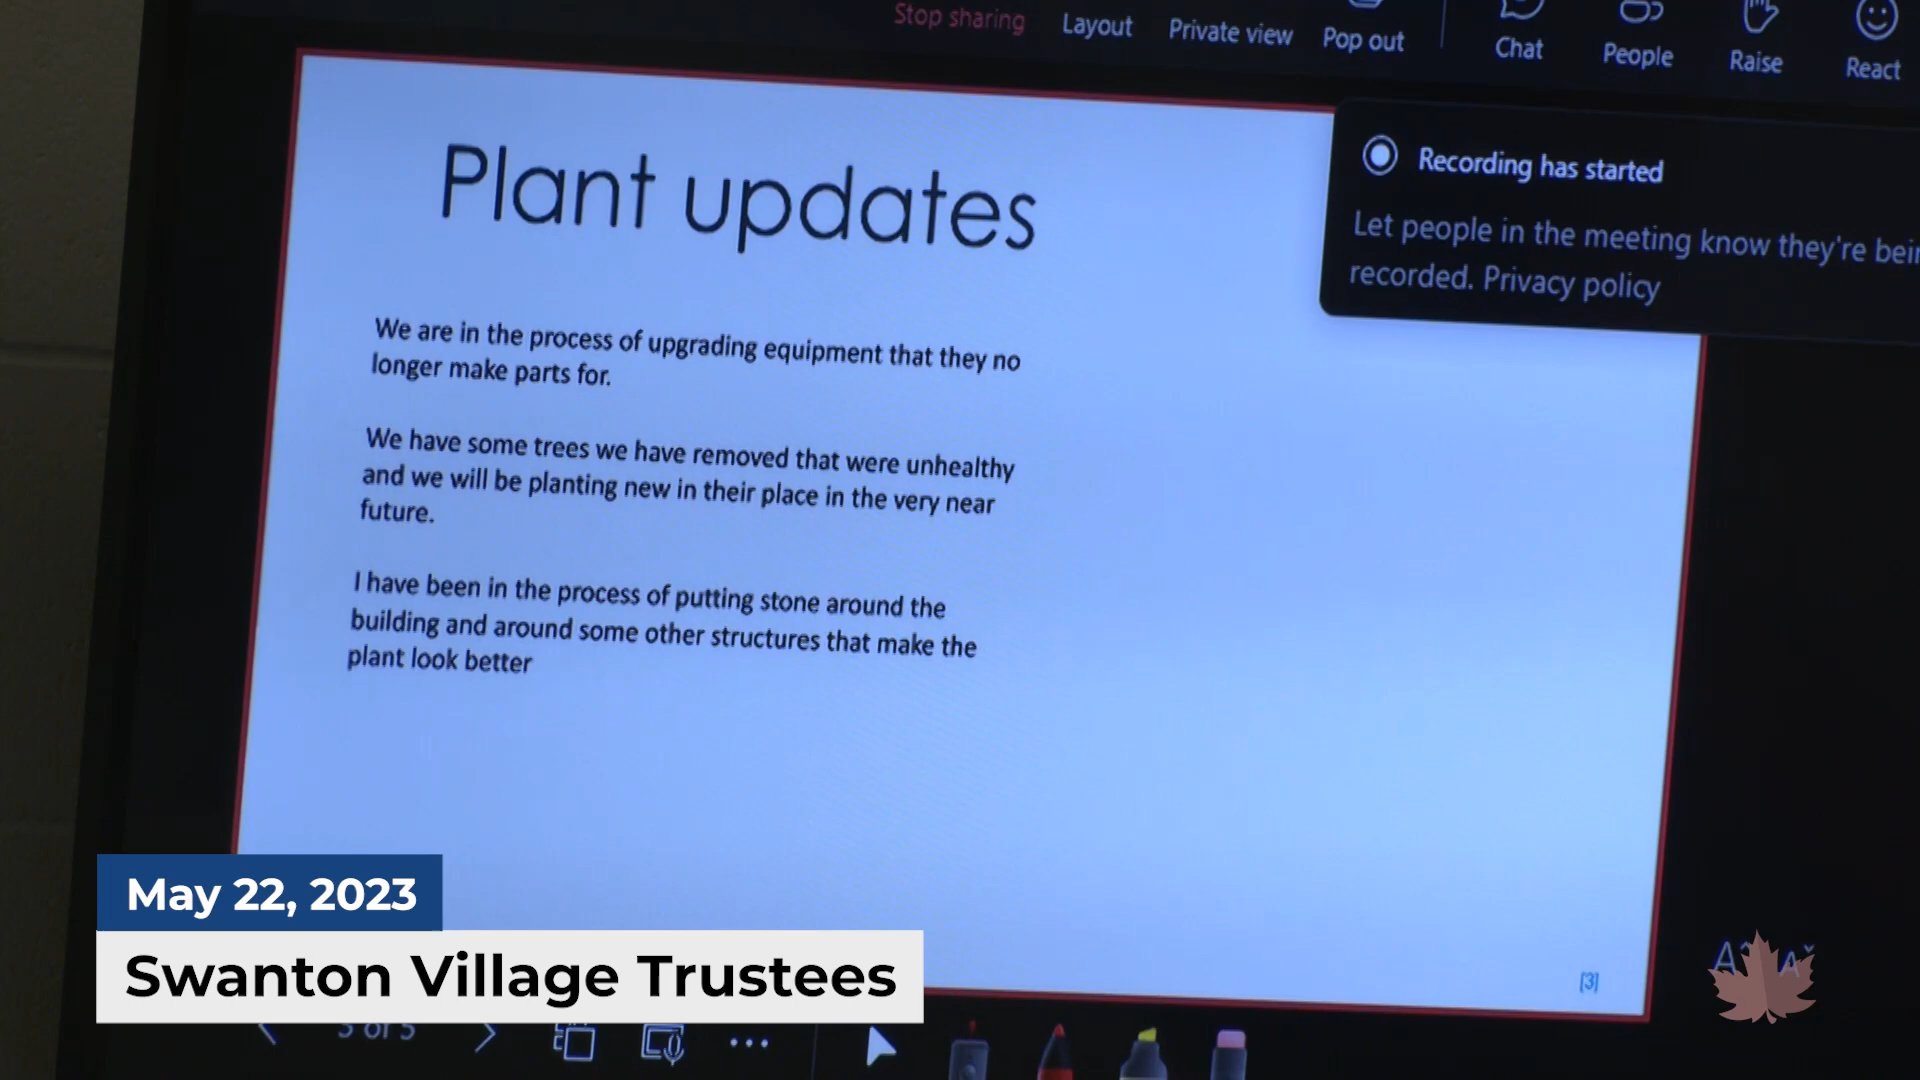 Stop sharing
Layout
Private view
Pop out
Chat
People
Raise
React
Recording has started
Let people in the meeting know they're
recorded. Privacy policy
Plant updates
We are in the process of upgrading equipment that they no
longer make parts for.
We have some trees we have removed that were unhealthy
and we will be planting new in their place in the very near
future.
I have been in the process of putting stone around the
building and around some other structures that make the
plant look better
[3]
May 22, 2023
Swanton Village Trustees
3 of 5